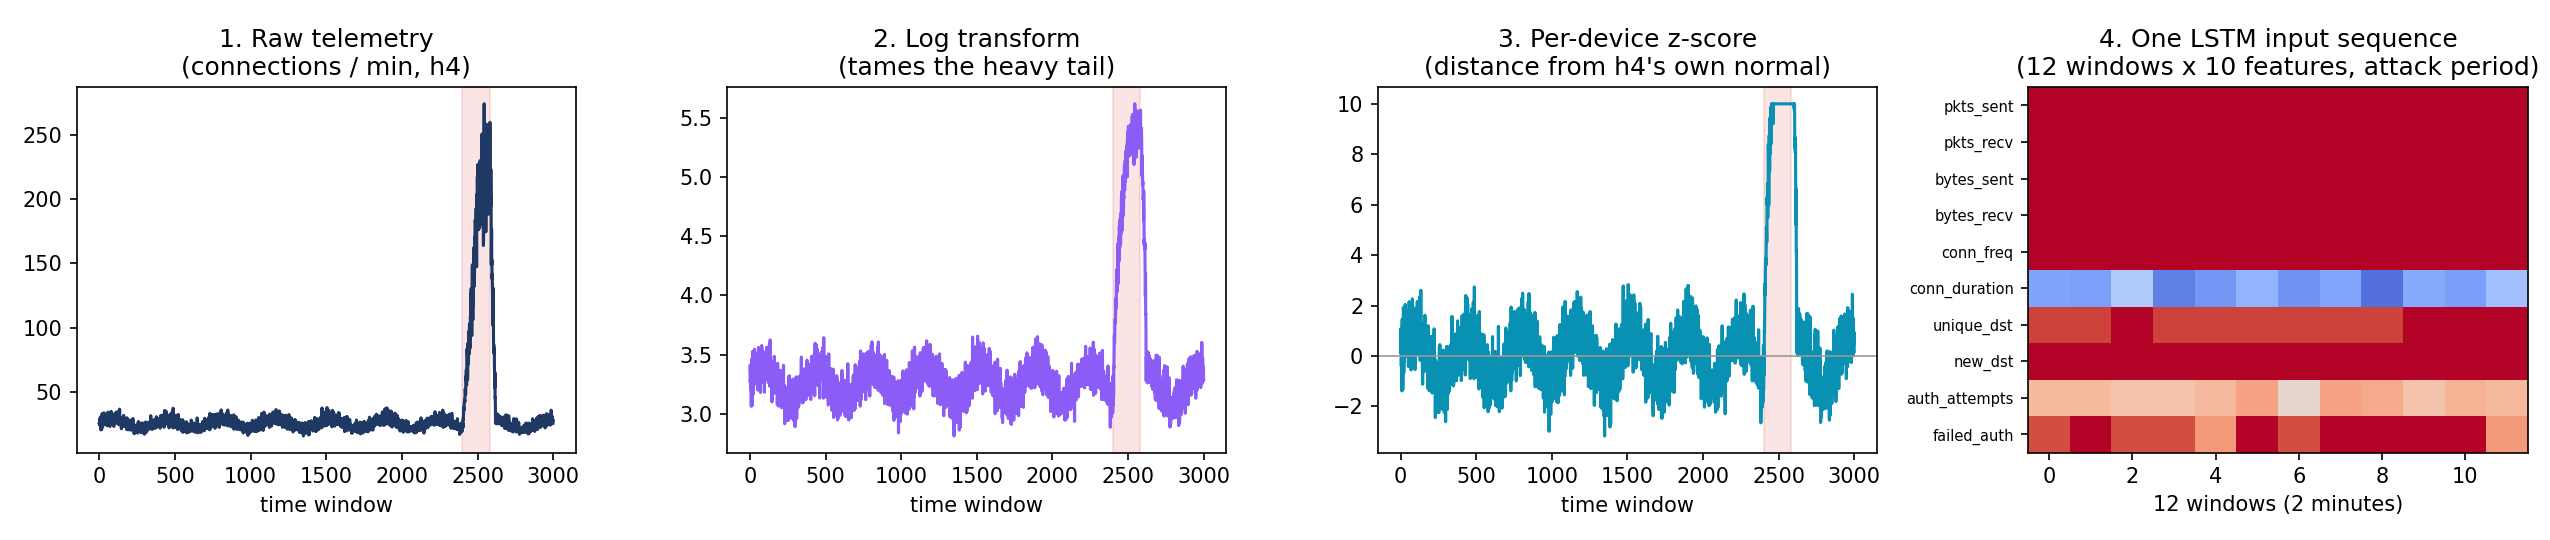 1. Raw telemetry
(connections / min, h4)
250
200
150
100
50
0 500 1000 1500 2000 2500 3000
time window
2. Log transform
(tames the heavy tail)
5.5
5.0
4.5
4.0
3.5
3.0
0 500 1000 1500 2000 2500 3000
time window
3. Per-device z-score
(distance from h4's own normal)
10
8
6
4
2
0
−2
0 500 1000 1500 2000 2500 3000
time window
4. One LSTM input sequence
(12 windows x 10 features, attack period)
pkts_sent
pkts_recv
bytes_sent
bytes_recv
conn_freq
conn_duration
unique_dst
new_dst
auth_attempts
failed_auth
0 2 4 6 8 10
12 windows (2 minutes)